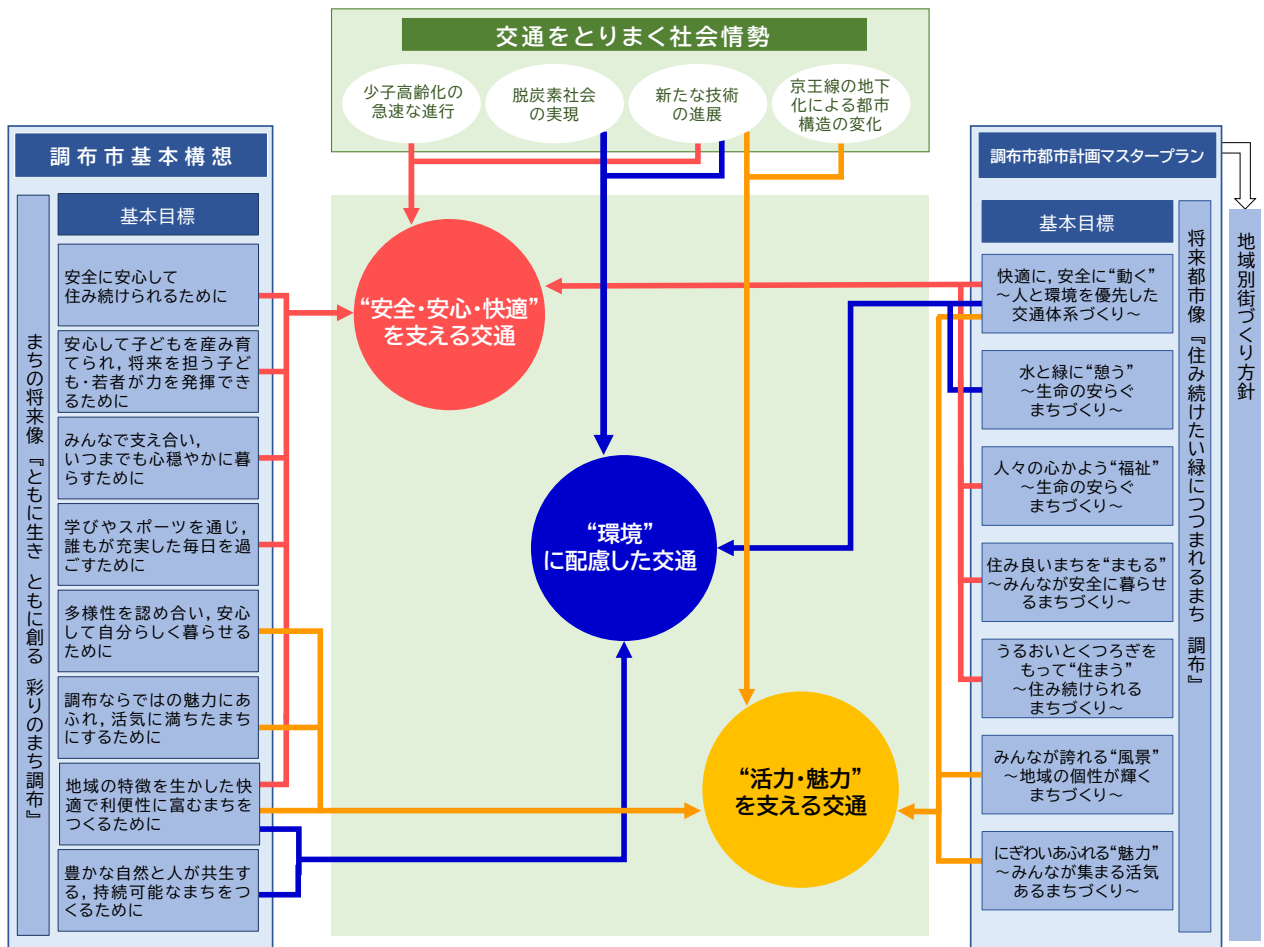 交通をとりまく社会情勢
少子高齢化の
急速な進行
脱炭素社会
の実現
新たな技術
の進展
京王線の地下
化による都市
構造の変化
調布市基本構想
まちの将来像『ともに生き ともに創る 彩りのまち調布』
基本目標
安全に安心して
住み続けられるために
安心して子どもを産み育
てられ,将来を担う子ど
も・若者が力を発揮でき
るために
みんなで支え合い,
いつまでも心穏やかに暮
らすために
学びやスポーツを通じ,
誰もが充実した毎日を過
ごすために
多様性を認め合い,安心
して自分らしく暮らせる
ために
調布ならではの魅力にあ
ふれ,活気に満ちたまち
にするために
地域の特徴を生かした快
適で利便性に富むまちを
つくるために
豊かな自然と人が共生す
る,持続可能なまちをつ
くるために
“安全・安心・快適”
を支える交通
“環境”
に配慮した交通
“活力・魅力”
を支える交通
調布市都市計画マスタープラン
基本目標
快適に,安全に“動く”
～人と環境を優先した
交通体系づくり～
水と緑に“憩う”
～生命の安らぐ
まちづくり～
人々の心かよう“福祉”
～生命の安らぐ
まちづくり～
住み良いまちを“まもる”
～みんなが安全に暮らせ
るまちづくり～
うるおいとくつろぎを
もって“住まう”
～住み続けられる
まちづくり～
みんなが誇れる“風景”
～地域の個性が輝く
まちづくり～
にぎわいあふれる“魅力”
～みんなが集まる活気
あるまちづくり～
将来都市像『住み続けたい緑につつまれるまち 調布』
地域別街づくり方針